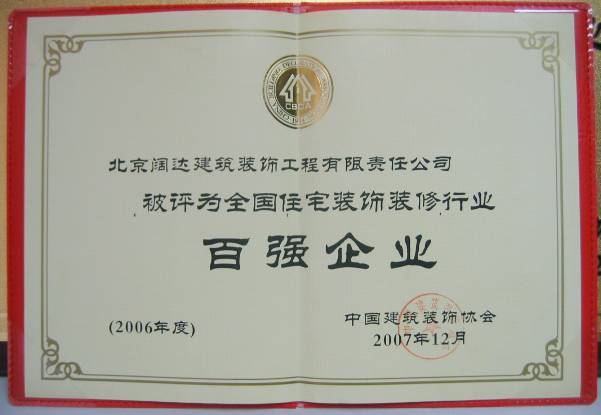 CBDA
北京阔达建筑装饰工程有限责任公司
被评为全国住宅装饰装修行业
百强企业
(2006年度)
中国建筑装饰协会
2007年12月